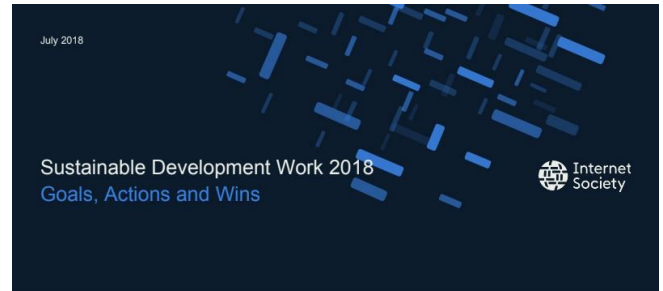 July 2018
Sustainable Development Work 2018
Goals, Actions and Wins
Internet
Society